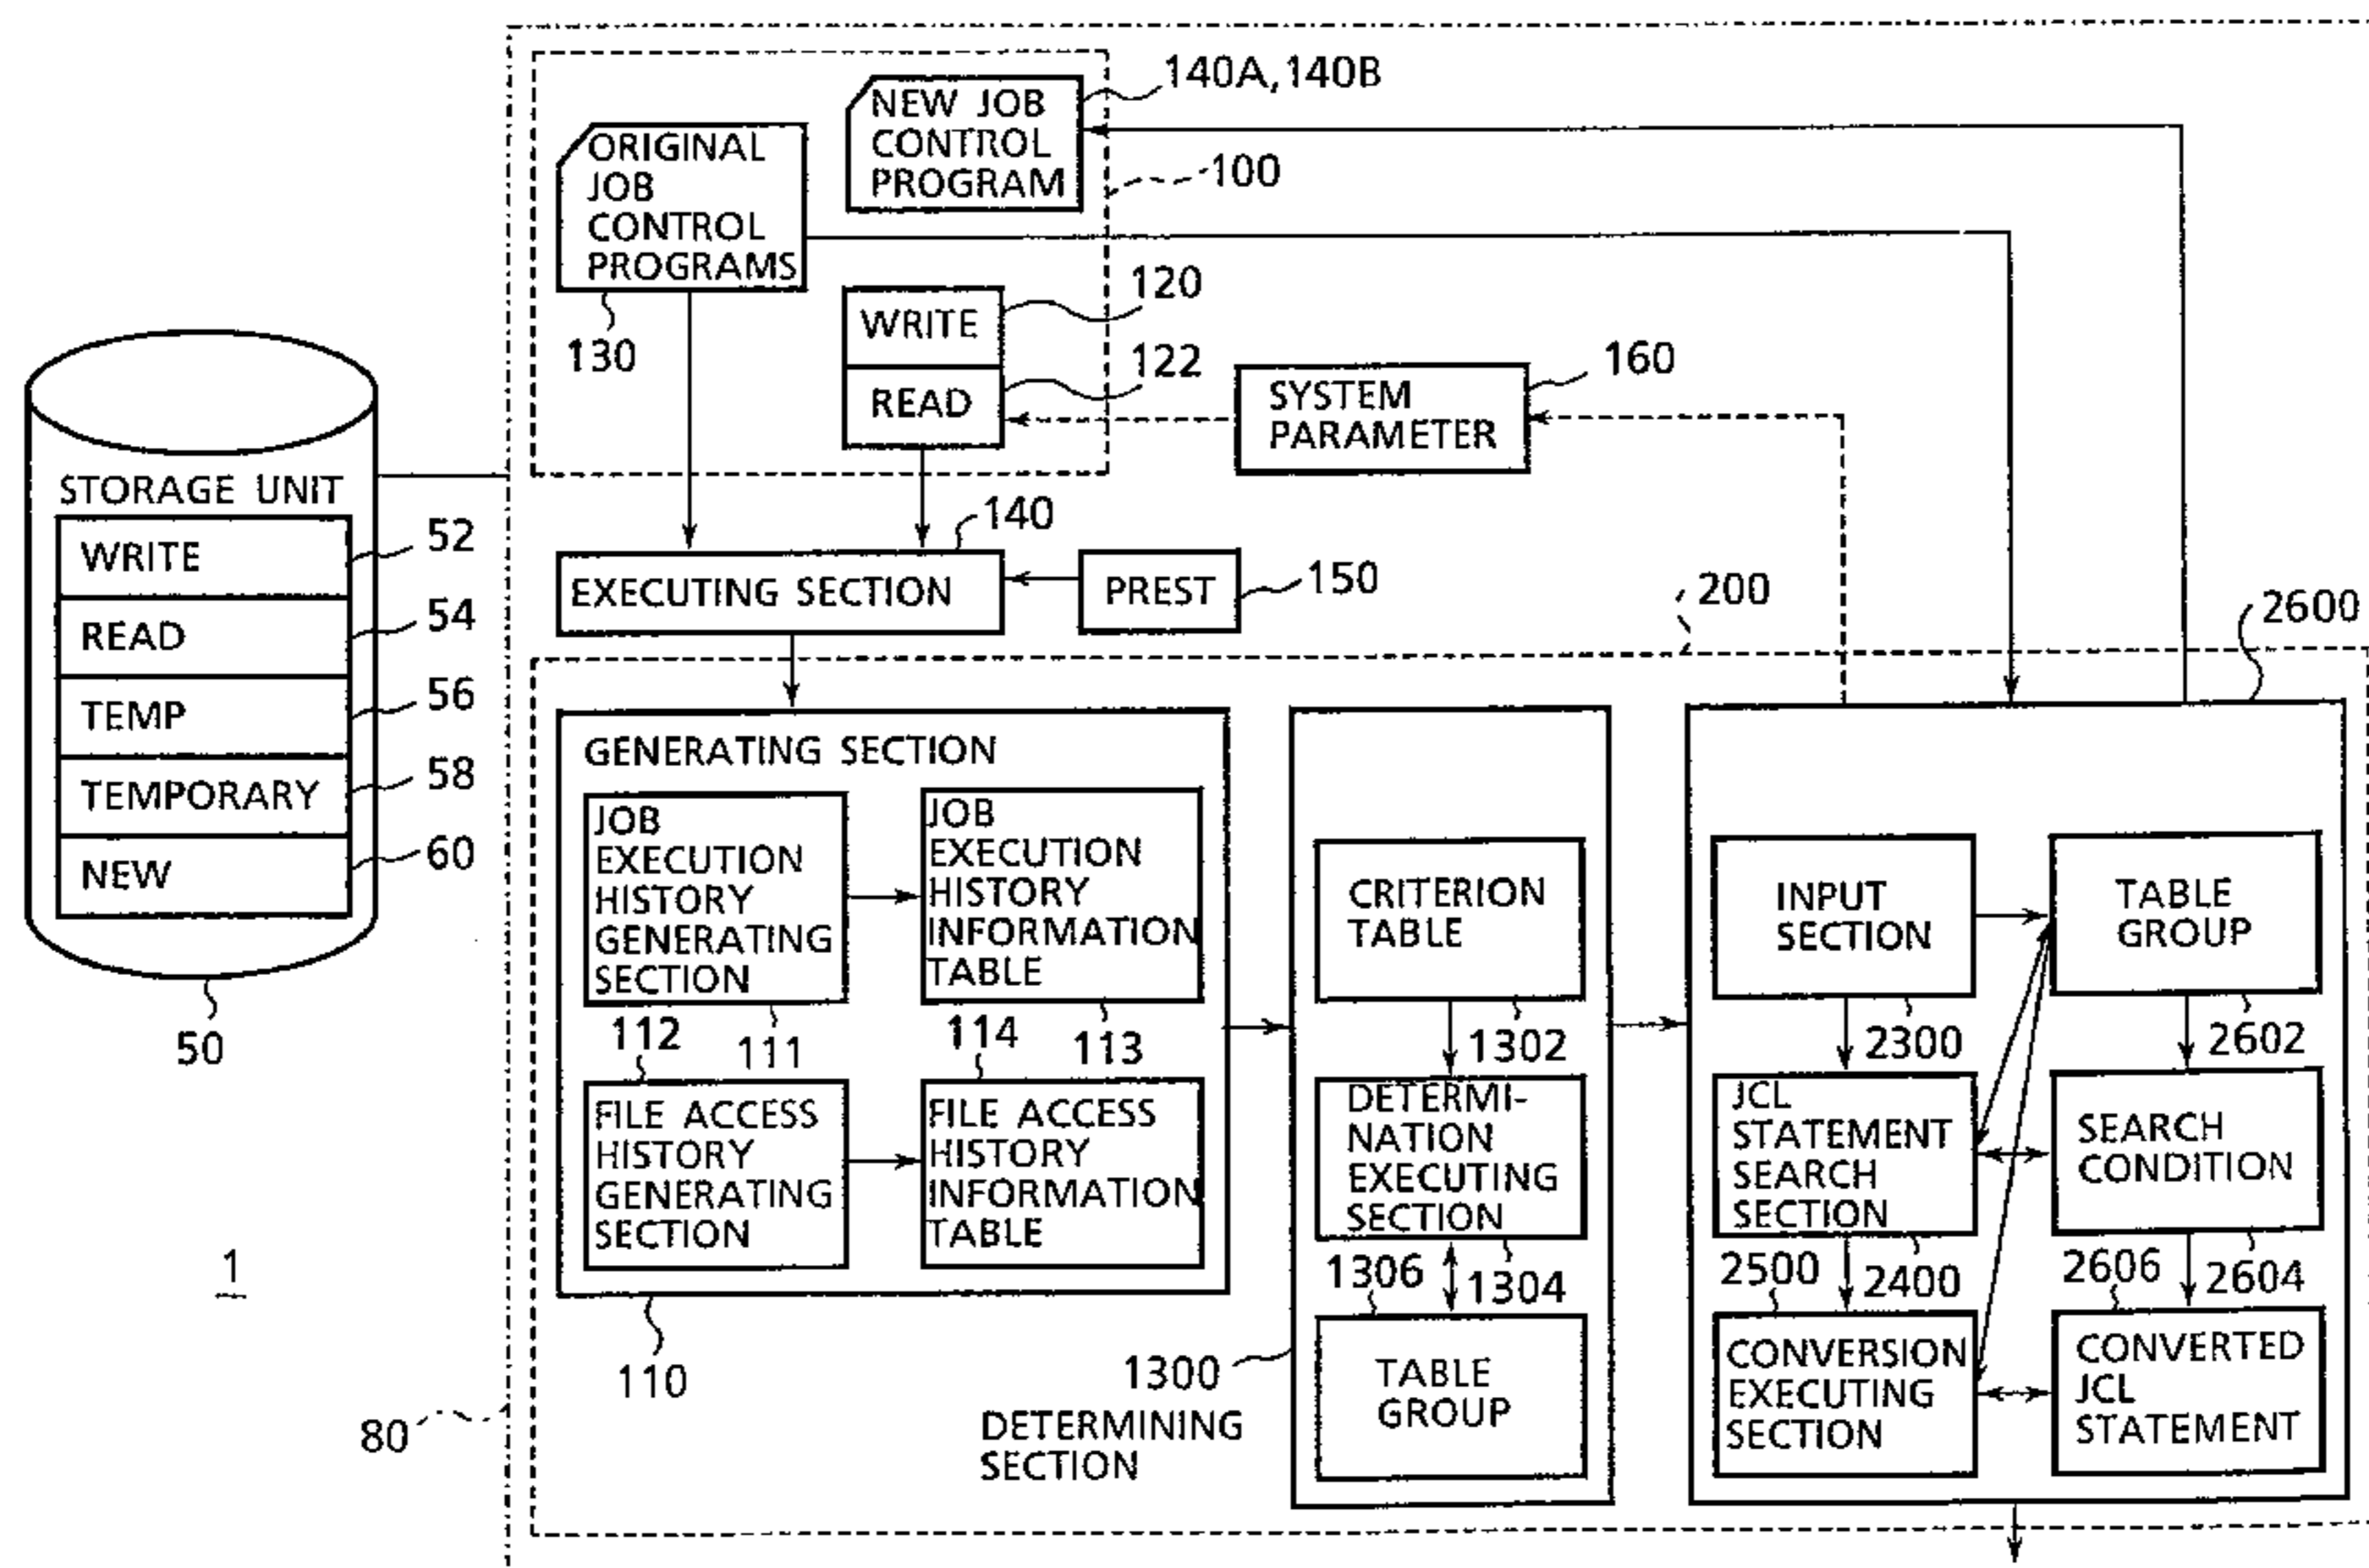 140A,140B
NEW JOB
CONTROL
PROGRAM
100
ORIGINAL
JOB
CONTROL
PROGRAMS
130
120
WRITE
122
READ
160
SYSTEM
PARAMETER
STORAGE UNIT
WRITE
52
READ
54
TEMP
56
TEMPORARY
58
NEW
60
50
1
80
140
EXECUTING SECTION
PREST
150
200
2600
GENERATING SECTION
JOB
EXECUTION
HISTORY
GENERATING
SECTION
111
JOB
EXECUTION
HISTORY
INFORMATION
TABLE
113
112
FILE ACCESS
HISTORY
GENERATING
SECTION
114
FILE ACCESS
HISTORY
INFORMATION
TABLE
110
CRITERION
TABLE
1302
DETERMI-
NATION
EXECUTING
SECTION
1304
1306
TABLE
GROUP
1300
DETERMINING
SECTION
INPUT
SECTION
2300
TABLE
GROUP
2602
JCL
STATEMENT
SEARCH
SECTION
2400
SEARCH
CONDITION
2604
2500
CONVERSION
EXECUTING
SECTION
2606
CONVERTED
JCL
STATEMENT